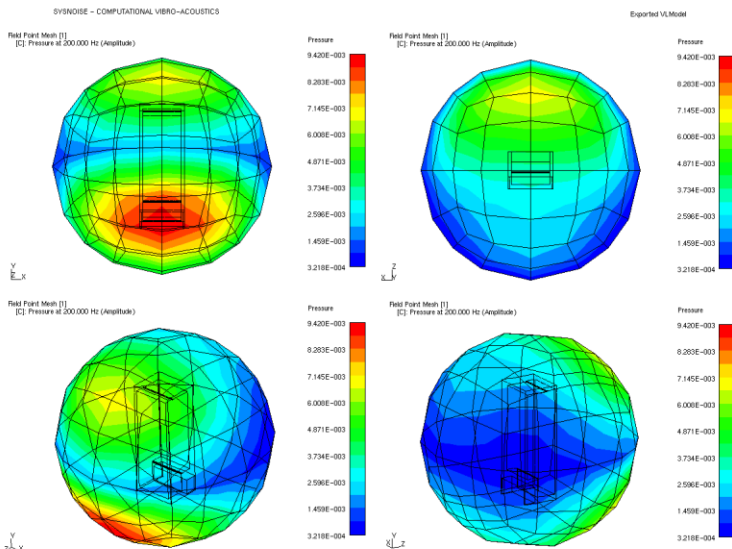 SYSNOISE - COMPUTATIONAL VIBRO-ACOUSTICS
Exported VLModel
Field Point Mesh [1]
[C]: Pressure at 200.000 Hz (Amplitude)
Pressure
9.420E-003
8.283E-003
7.145E-003
6.008E-003
4.871E-003
3.734E-003
2.596E-003
1.459E-003
3.218E-004
Y
Z X
Field Point Mesh [1]
[C]: Pressure at 200.000 Hz (Amplitude)
Pressure
9.420E-003
8.283E-003
7.145E-003
6.008E-003
4.871E-003
3.734E-003
2.596E-003
1.459E-003
3.218E-004
Z
X Y
Field Point Mesh [1]
[C]: Pressure at 200.000 Hz (Amplitude)
Pressure
9.420E-003
8.283E-003
7.145E-003
6.008E-003
4.871E-003
3.734E-003
2.596E-003
1.459E-003
3.218E-004
Y
Z X
Field Point Mesh [1]
[C]: Pressure at 200.000 Hz (Amplitude)
Pressure
9.420E-003
8.283E-003
7.145E-003
6.008E-003
4.871E-003
3.734E-003
2.596E-003
1.459E-003
3.218E-004
Y
X Z